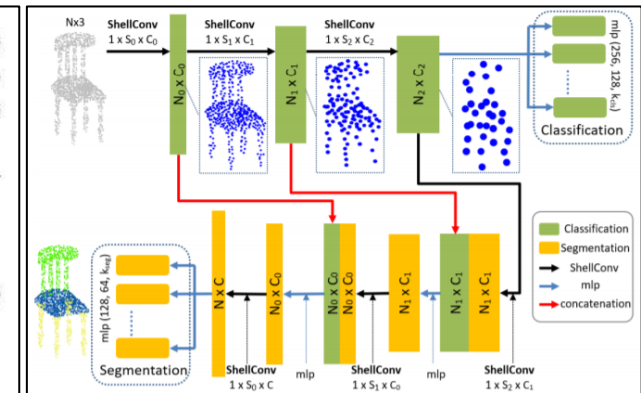 Nx3
ShellConv
1 x S₀ x C₀
ShellConv
1 x S₁ x C₁
ShellConv
1 x S₂ x C₂
N₀ x C₀
N₁ x C₁
N₂ x C₂
mlp (256, 128, kcls)
Classification
Classification
Segmentation
ShellConv
mlp
concatenation
mlp (128, 64, kseg)
Segmentation
N x C
N₀ x C₀
N₀ x C₀
N₀ x C₀
N₁ x C₁
N₁ x C₁
N₁ x C₁
ShellConv
1 x S₀ x C
mlp
ShellConv
1 x S₁ x C₀
mlp
ShellConv
1 x S₂ x C₁